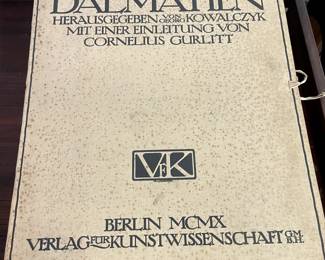 DALMATIEN
HERAUSGEGEBEN VON GEORG KOWALCZYK
MIT EINER EINLEITUNG VON
CORNELIUS GURLITT
VFK
BERLIN MCMX
VERLAG FÜR KUNSTWISSENSCHAFT G.M.B.H.